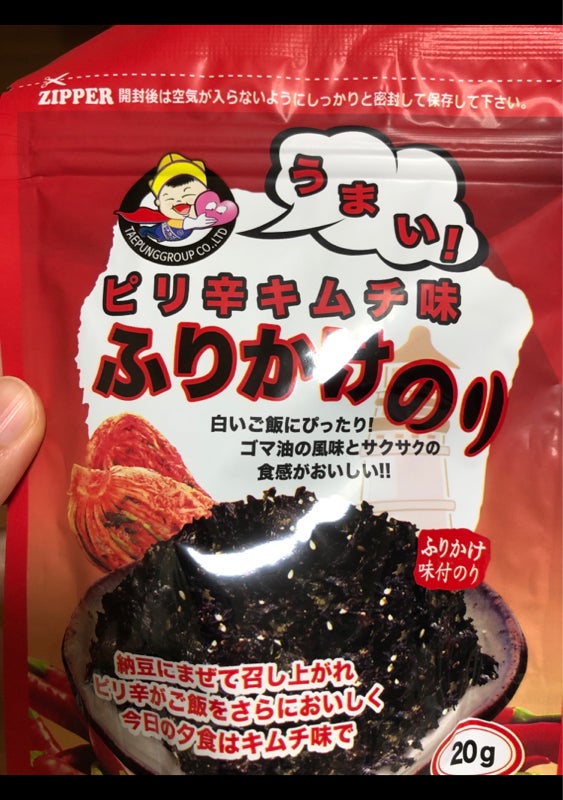 ZIPPER 開封後は空気が入らないようにしっかりと密封して保存して下さい。
TAEPUNGGROUP CO.,LTD
うまい!
ピリ辛キムチ味
ふりかけのり
白いご飯にぴったり!
ゴマ油の風味とサクサクの
食感がおいしい!!
ふりかけ
味付のり
納豆にまぜて召し上がれ
ピリ辛がご飯をさらにおいしく
今日の夕食はキムチ味で
20g